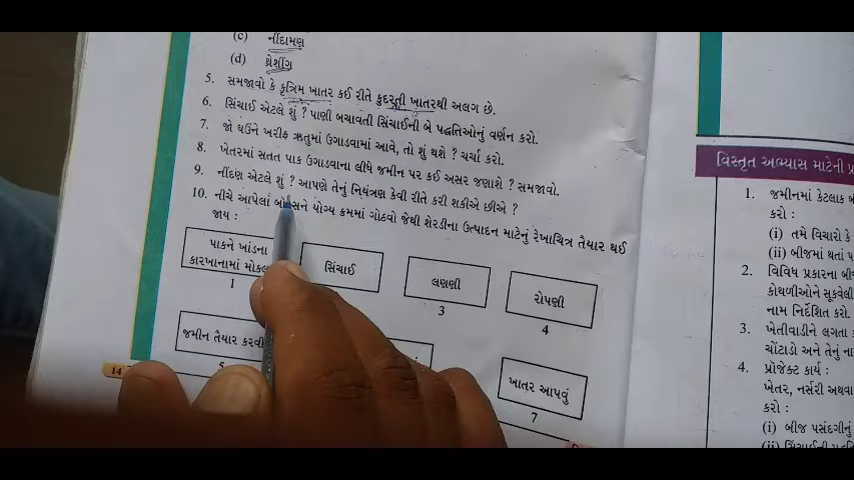 (c) નીંદામણ
(d) થ્રેશીંગ
5. સમજાવો કે કૃત્રિમ ખાતર કઈ રીતે કુદરતી ખાતરથી અલગ છે.
6. સિંચાઈ એટલે શું ? પાણી બચાવતી સિંચાઈની બે પદ્ધતિઓનું વર્ણન કરો.
7. જો ઘઉંને ખરીફ ઋતુમાં ઉગાડવામાં આવે, તો શું થશે ? ચર્ચા કરો.
8. ખેતરમાં સતત પાક ઉગાડવાના લીધે જમીન પર કઈ અસર જણાશે ? સમજાવો.
9. નીંદણ એટલે શું ? આપણે તેનું નિયંત્રણ કેવી રીતે કરી શકીએ છીએ ?
10. નીચે આપેલાં યોગ્ય ક્રમમાં ગોઠવો જેથી શેરડીના ઉત્પાદન માટેનું રેખાચિત્ર તૈયાર થઈ
જાય :
પાકને ખાંડના
કારખાનામાં
1
સિંચાઈ
લણણી
3
રોપણી
4
જમીન તૈયાર કરવી
5
ખાતર આપવું
7
14
વિસ્તૃત અભ્યાસ માટેની
1. જમીનમાં કેટલાક
કરો :
(i) તમે વિચારો કે
(ii) બીજમાં થતાં
2. વિવિધ પ્રકારના
કોથળીઓને સૂકવેલી
નામ નિર્દેશિત કરો.
3. ખેતીવાડીને લગતા
ચોંટાડો અને તેનું
4. પ્રૉજેક્ટ કાર્ય :
ખેતર, નર્સરી અથવા
કરો :
(i) બીજ પસંદગીનું
(ii) સિંચાઈની